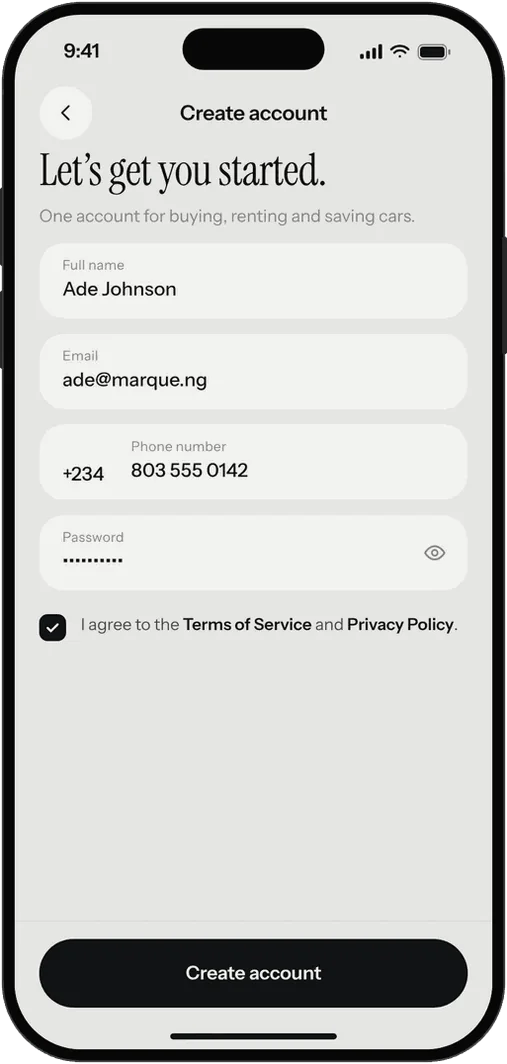 9:41
Create account
Let’s get you started.
One account for buying, renting and saving cars.
Full name
Ade Johnson
Email
ade@marque.ng
Phone number
+234 803 555 0142
Password
••••••••••
I agree to the Terms of Service and Privacy Policy.
Create account